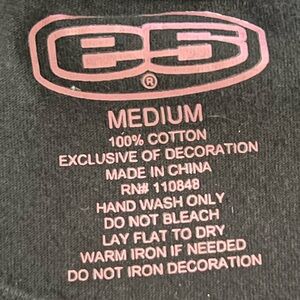 e5
®
MEDIUM
100% COTTON
EXCLUSIVE OF DECORATION
MADE IN CHINA
RN# 110848
HAND WASH ONLY
DO NOT BLEACH
LAY FLAT TO DRY
WARM IRON IF NEEDED
DO NOT IRON DECORATION